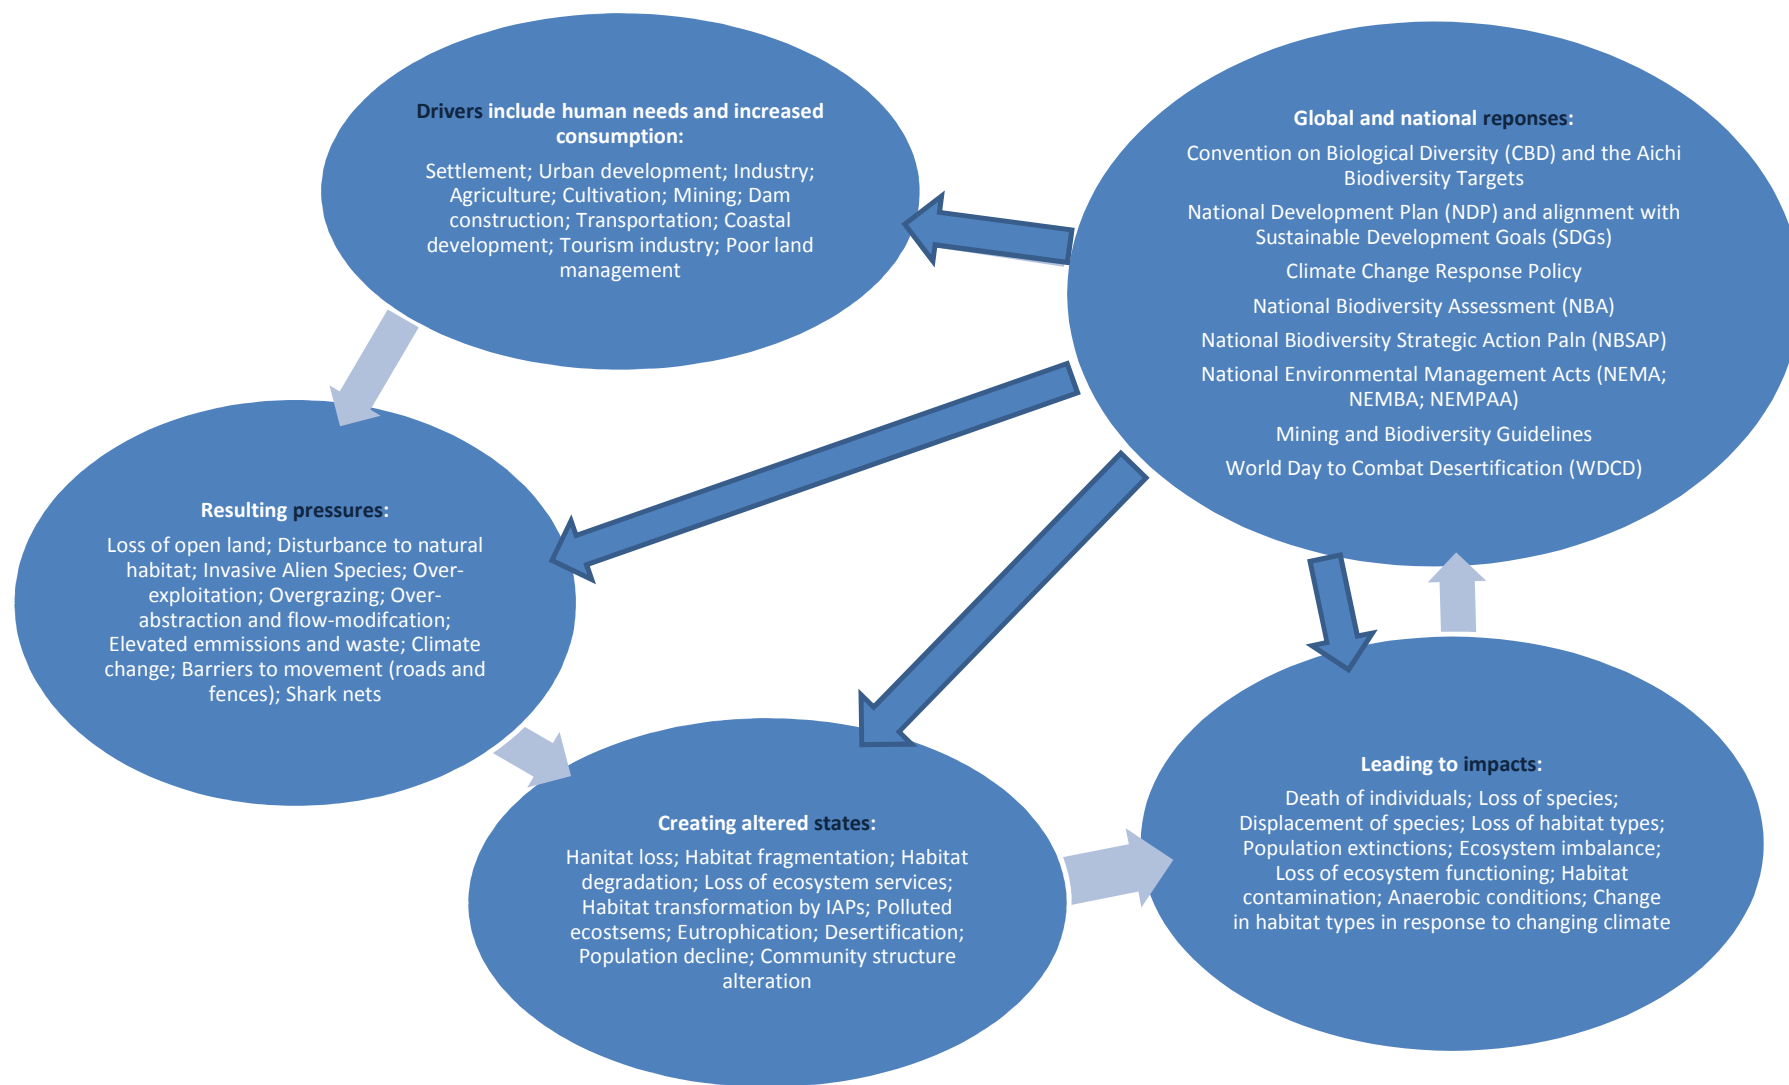 Drivers include human needs and increased
consumption:
Settlement; Urban development; Industry;
Agriculture; Cultivation; Mining; Dam
construction; Transportation; Coastal
development; Tourism industry; Poor land
management
Global and national reponses:
Convention on Biological Diversity (CBD) and the Aichi
Biodiversity Targets
National Development Plan (NDP) and alignment with
Sustainable Development Goals (SDGs)
Climate Change Response Policy
National Biodiversity Assessment (NBA)
National Biodiversity Strategic Action Paln (NBSAP)
National Environmental Management Acts (NEMA;
NEMBA; NEMPAA)
Mining and Biodiversity Guidelines
World Day to Combat Desertification (WDCD)
Resulting pressures:
Loss of open land; Disturbance to natural
habitat; Invasive Alien Species; Over-
exploitation; Overgrazing; Over-
abstraction and flow-modifcation;
Elevated emmissions and waste; Climate
change; Barriers to movement (roads and
fences); Shark nets
Creating altered states:
Hanitat loss; Habitat fragmentation; Habitat
degradation; Loss of ecosystem services;
Habitat transformation by IAPs; Polluted
ecostsems; Eutrophication; Desertification;
Population decline; Community structure
alteration
Leading to impacts:
Death of individuals; Loss of species;
Displacement of species; Loss of habitat types;
Population extinctions; Ecosystem imbalance;
Loss of ecosystem functioning; Habitat
contamination; Anaerobic conditions; Change
in habitat types in response to changing climate